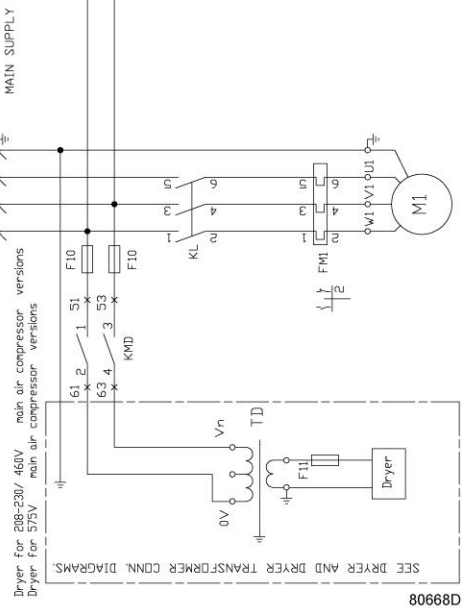 MAIN SUPPLY
5 6
3 4
1 2
KL
5 6
3 4
1 2
FM1
U1
V1
W1
M1
2
F10 F10
51 53
1 3
2 4
KMD
61 63
Dryer for 208-230/ 460V main air compressor versions
Dryer for 575V main air compressor versions
Vn
0V
TD
F11
Dryer
SEE DRYER AND DRYER TRANSFORMER CONN. DIAGRAMS.
80668D